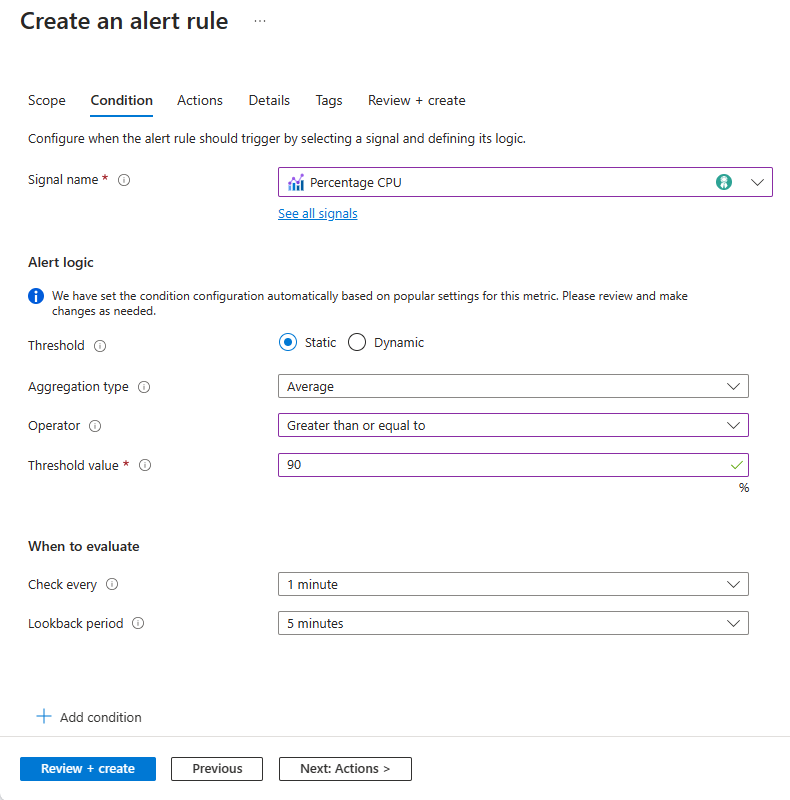 Create an alert rule ...
Scope Condition Actions Details Tags Review + create
Configure when the alert rule should trigger by selecting a signal and defining its logic.
Signal name * Percentage CPU
See all signals
Alert logic
We have set the condition configuration automatically based on popular settings for this metric. Please review and make
changes as needed.
Threshold Static Dynamic
Aggregation type Average
Operator Greater than or equal to
Threshold value * 90
%
When to evaluate
Check every 1 minute
Lookback period 5 minutes
+ Add condition
Review + create Previous Next: Actions >